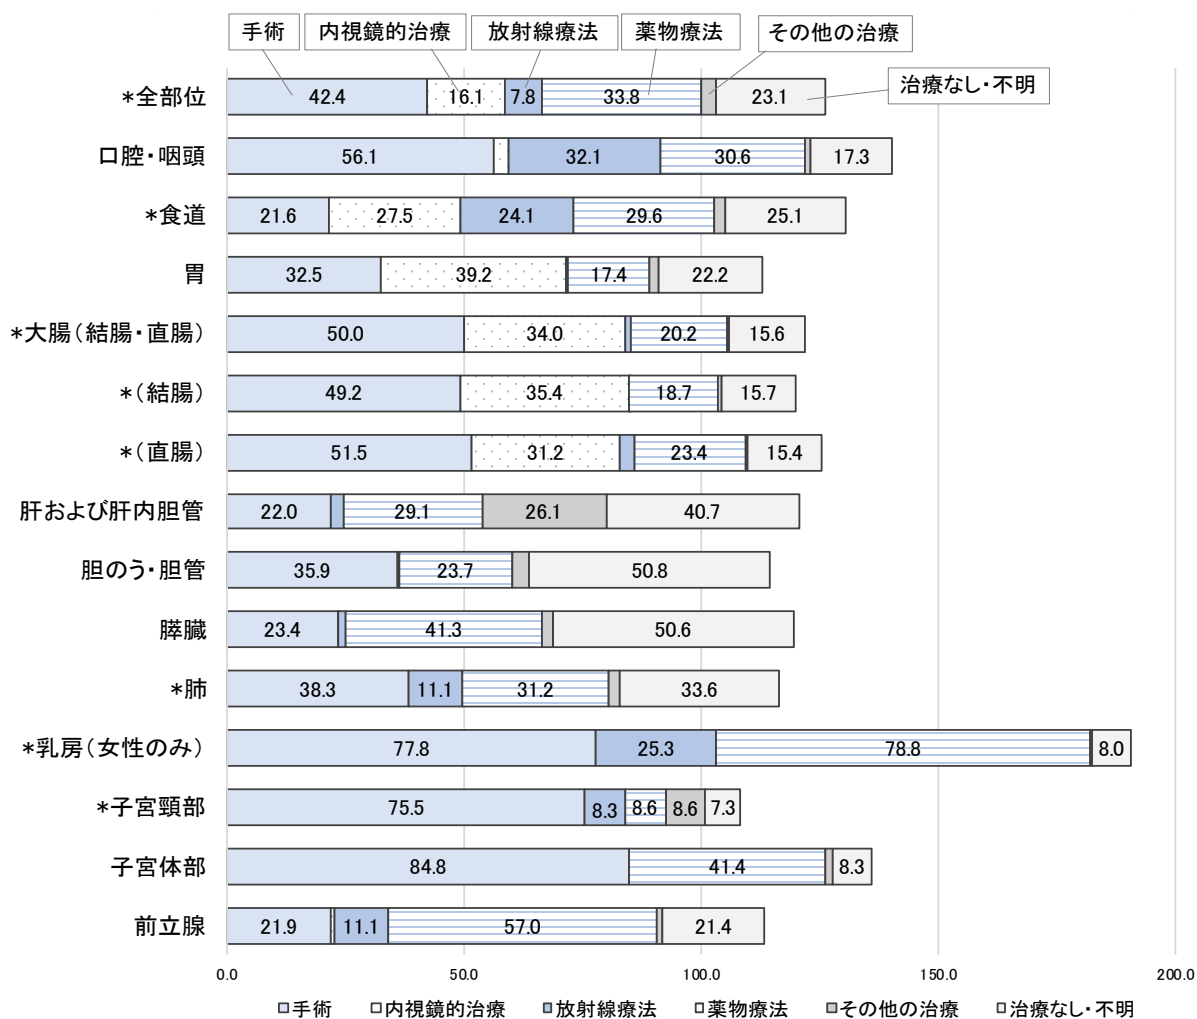 手術
内視鏡的治療
放射線療法
薬物療法
その他の治療
治療なし・不明
*全部位 42.4 16.1 7.8 33.8 23.1
口腔・咽頭 56.1 32.1 30.6 17.3
*食道 21.6 27.5 24.1 29.6 25.1
胃 32.5 39.2 17.4 22.2
*大腸(結腸・直腸) 50.0 34.0 20.2 15.6
*(結腸) 49.2 35.4 18.7 15.7
*(直腸) 51.5 31.2 23.4 15.4
肝および肝内胆管 22.0 29.1 26.1 40.7
胆のう・胆管 35.9 23.7 50.8
膵臓 23.4 41.3 50.6
*肺 38.3 11.1 31.2 33.6
*乳房(女性のみ) 77.8 25.3 78.8 8.0
*子宮頸部 75.5 8.3 8.6 8.6 7.3
子宮体部 84.8 41.4 8.3
前立腺 21.9 11.1 57.0 21.4
0.0 50.0 100.0 150.0 200.0
手術 内視鏡的治療 放射線療法 薬物療法 その他の治療 治療なし・不明